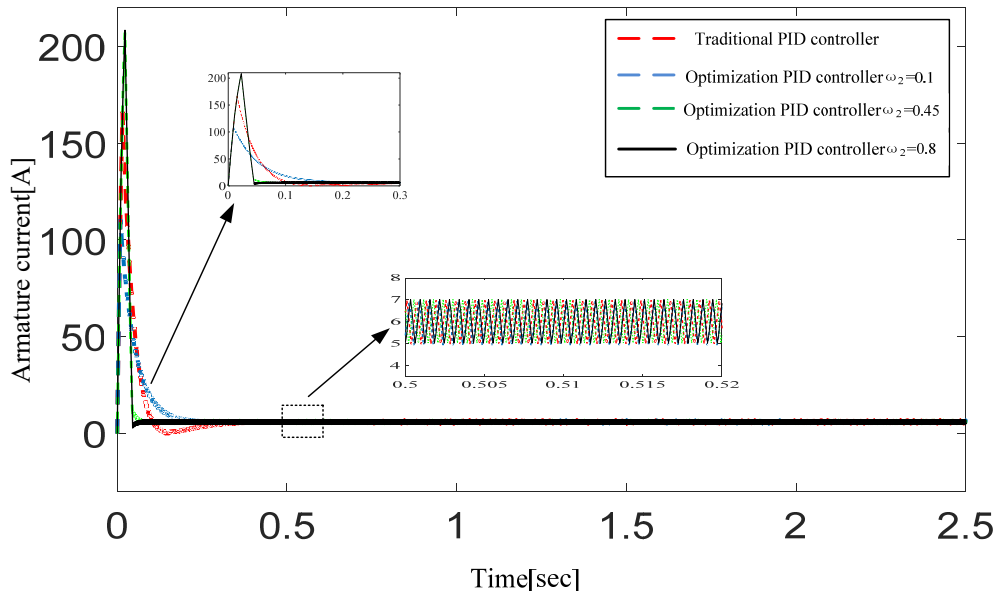 Traditional PID controller
Optimization PID controller ω₂=0.1
Optimization PID controller ω₂=0.45
Optimization PID controller ω₂=0.8
Armature current[A]
200
150
100
50
0
0 0.5 1 1.5 2 2.5
Time[sec]
200
150
100
50
0
0 0.1 0.2 0.3
8
7
6
5
4
0.5 0.505 0.51 0.515 0.52